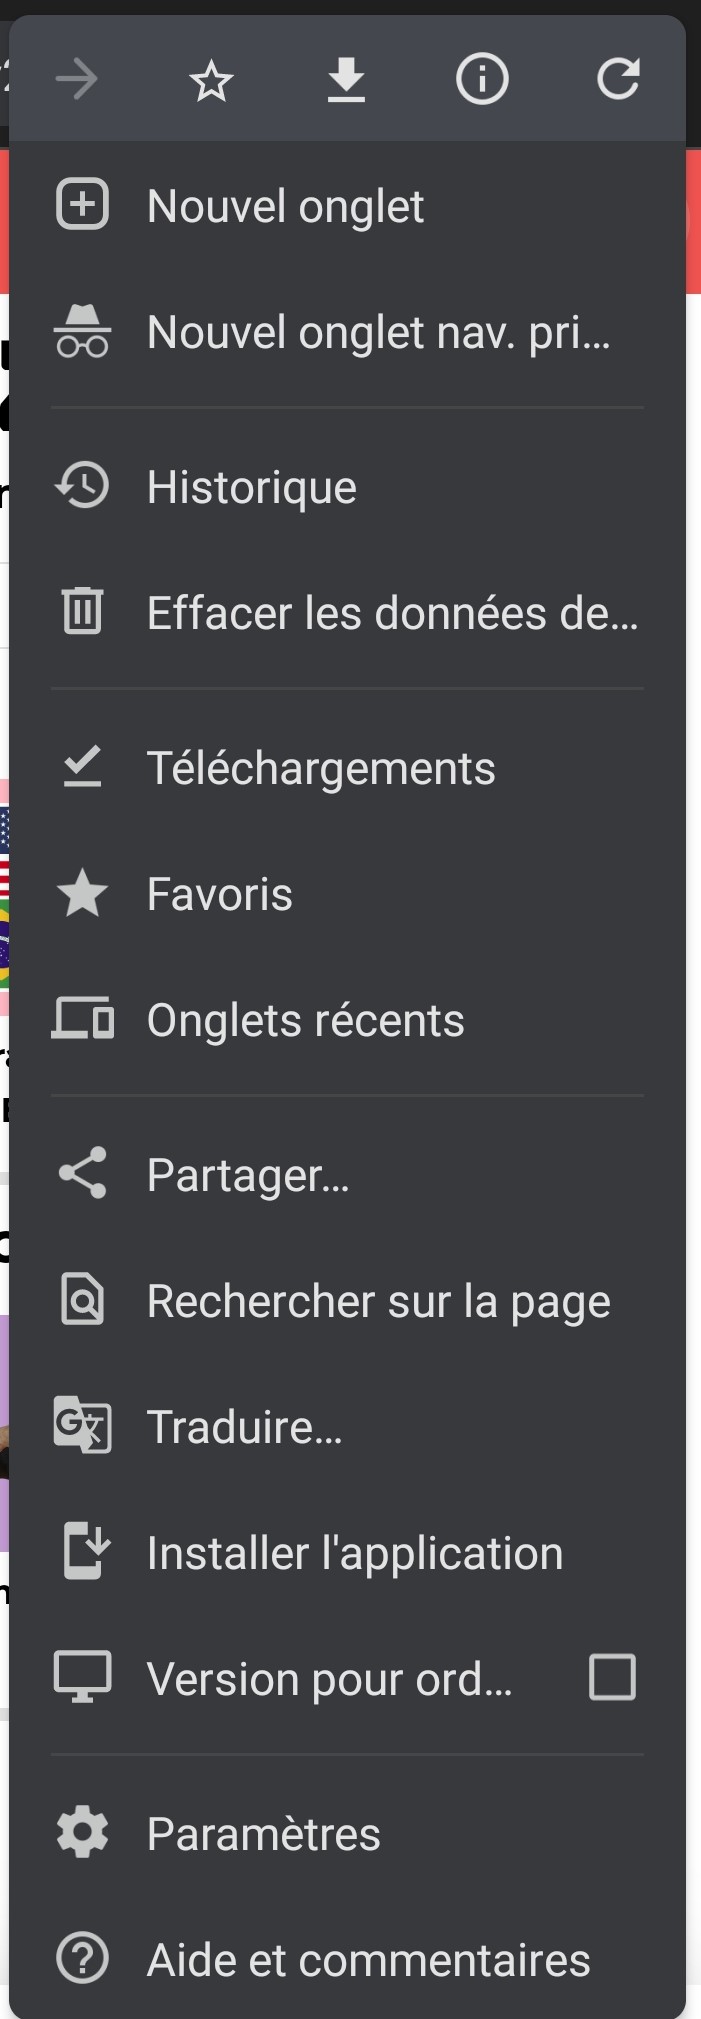 Nouvel onglet
Nouvel onglet nav. pri...
Historique
Effacer les données de...
Téléchargements
Favoris
Onglets récents
Partager...
Rechercher sur la page
Traduire...
Installer l'application
Version pour ord...
Paramètres
Aide et commentaires